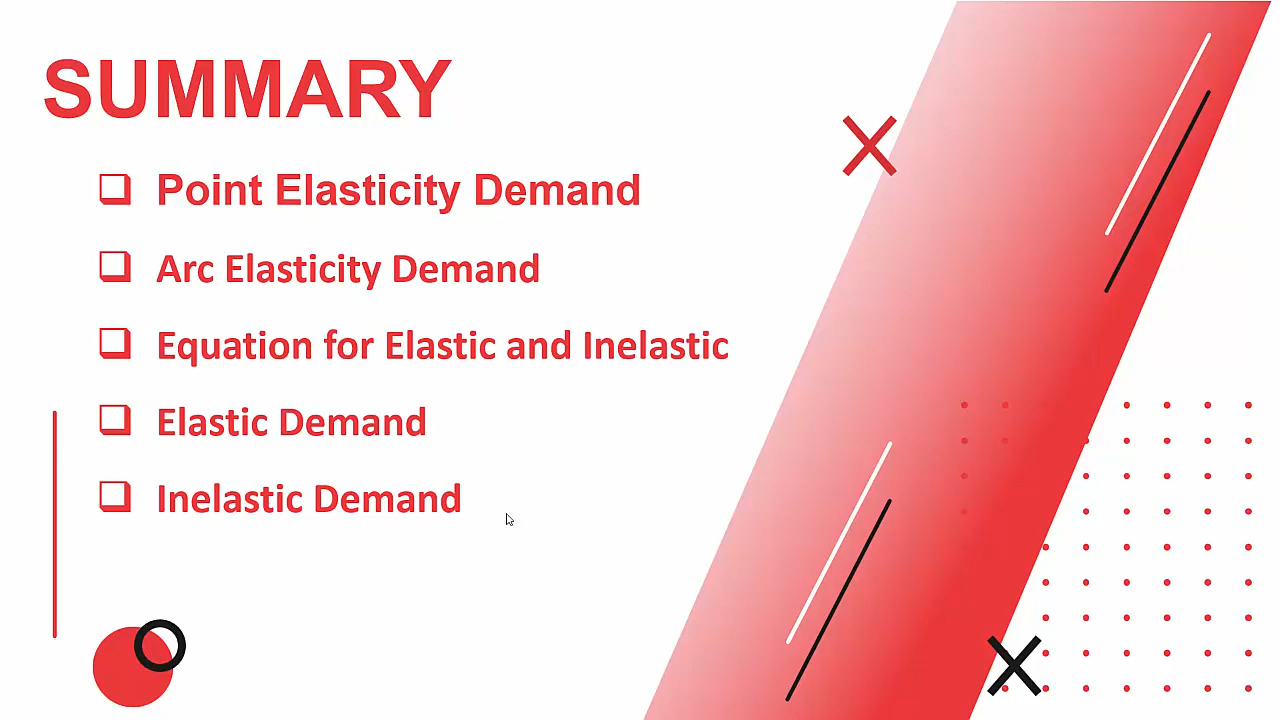 SUMMARY
Point Elasticity Demand
Arc Elasticity Demand
Equation for Elastic and Inelastic
Elastic Demand
Inelastic Demand